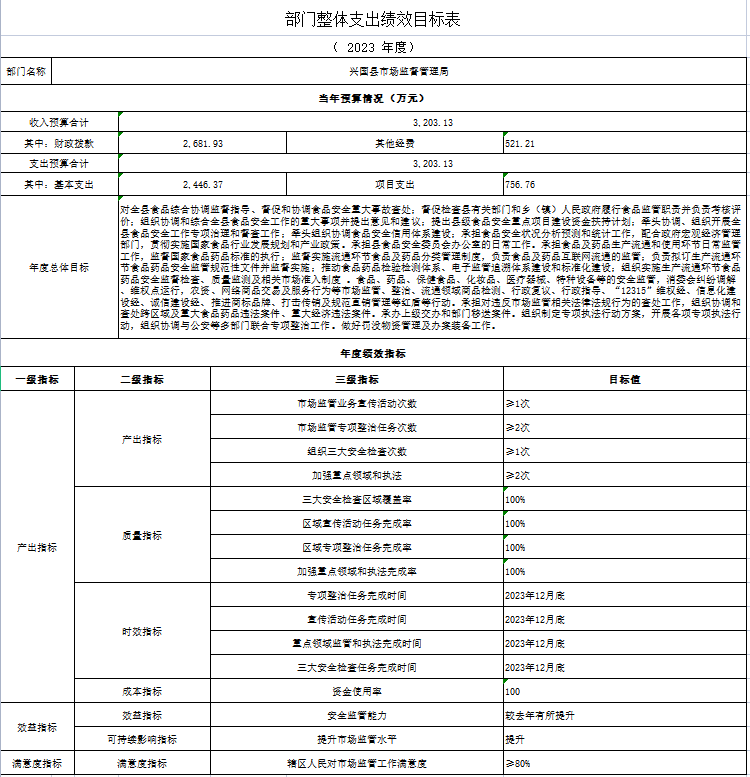 部门整体支出绩效目标表
（ 2023 年度）
部门名称 兴国县市场监督管理局
当年预算情况（万元）
收入预算合计 3,203.13
其中：财政拨款 2,681.93 其他经费 521.21
支出预算合计 3,203.13
其中：基本支出 2,446.37 项目支出 756.76
年度总体目标
对全县食品综合协调监督指导、督促和协调食品安全重大事故查处；督促检查县有关部门和乡（镇）人民政府履行食品监管职责并负责考核评
价；组织协调和综合全县食品安全工作的重大事项并提出意见和建议；提出县级食品安全重点项目建设资金扶持计划；牵头协调、组织开展全
县食品安全工作专项治理和督查工作；牵头组织协调食品安全信用体系建设；承担食品安全状况分析预测和统计工作，配合政府宏观经济管理
部门，贯彻实施国家食品行业发展规划和产业政策。承担县食品安全委员会办公室的日常工作。承担食品及药品生产流通和使用环节日常监管
工作，监督国家食品药品标准的执行；监督实施流通环节食品及药品分类管理制度，负责食品及药品互联网流通的监管，负责拟订生产流通环
节食品药品安全监管规范性文件并监督实施；推动食品药品检验检测体系、电子监管追溯体系建设和标准化建设；组织实施生产流通环节食品
药品安全监督检查、质量监测及相关市场准入制度 。食品、药品、保健食品、化妆品、医疗器械、特种设备等的安全监管，消委会纠纷调解
、维权点运行，农资、网络商品交易及服务行为等市场监管、整治、流通领域商品检测、行政复议、行政指导、“12315”维权经、信息化建
设经、诚信建设经、推进商标品牌、打击传销及规范直销管理等红盾等行动。承担对违反市场监管相关法律法规行为的查处工作，组织协调和
查处跨区域及重大食品药品违法案件、重大经济违法案件。承办上级交办和部门移送案件。组织制定专项执法行动方案，开展各项专项执法行
动，组织协调与公安等多部门联合专项整治工作。做好罚没物资管理及办案装备工作。
年度绩效指标
一级指标 二级指标 三级指标 目标值
产出指标 产出指标 市场监管业务宣传活动次数 ≥1次
市场监管专项整治任务次数 ≥2次
组织三大安全检查次数 ≥1次
加强重点领域和执法 ≥2次
质量指标 三大安全检查区域覆盖率 100%
区域宣传活动任务完成率 100%
区域专项整治任务完成率 100%
加强重点领域和执法完成率 100%
时效指标 专项整治任务完成时间 2023年12月底
宣传活动任务完成时间 2023年12月底
重点领域监管和执法完成时间 2023年12月底
三大安全检查任务完成时间 2023年12月底
成本指标 资金使用率 100
效益指标 效益指标 安全监管能力 较去年有所提升
可持续影响指标 提升市场监管水平 提升
满意度指标 满意度指标 辖区人民对市场监管工作满意度 ≥80%